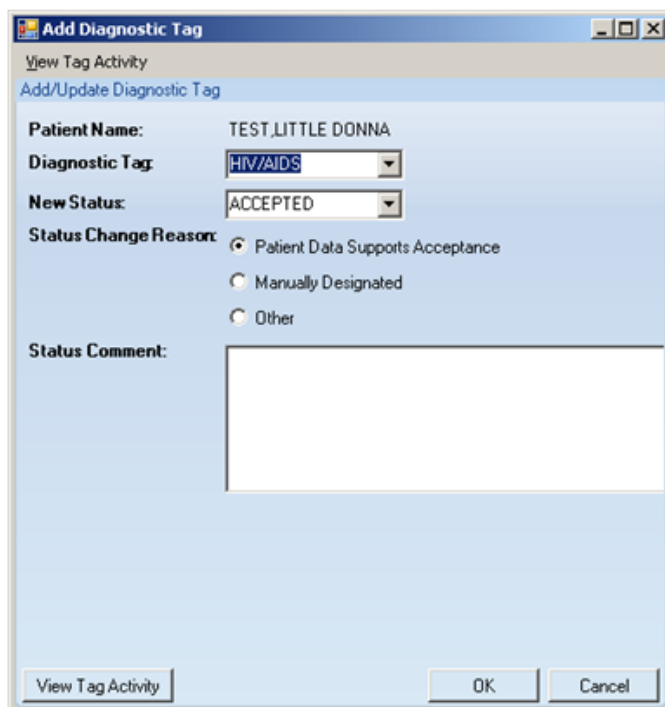 Add Diagnostic Tag
View Tag Activity
Add/Update Diagnostic Tag
Patient Name: TEST,LITTLE DONNA
Diagnostic Tag: HIV/AIDS
New Status: ACCEPTED
Status Change Reason: Patient Data Supports Acceptance
Manually Designated
Other
Status Comment:
View Tag Activity OK Cancel